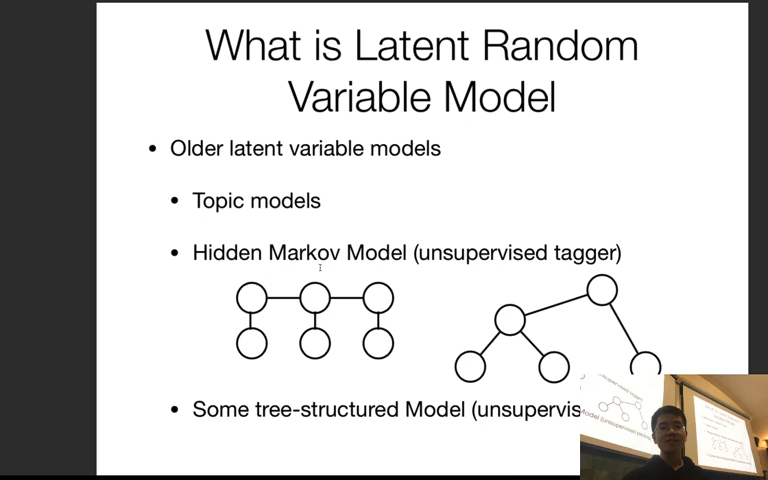 What is Latent Random
Variable Model
• Older latent variable models
• Topic models
• Hidden Markov Model (unsupervised tagger)
• Some tree-structured Model (unsupervis